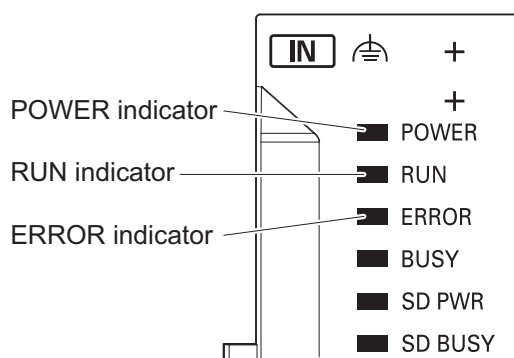 IN +
+
POWER indicator
POWER
RUN indicator
RUN
ERROR indicator
ERROR
BUSY
SD PWR
SD BUSY